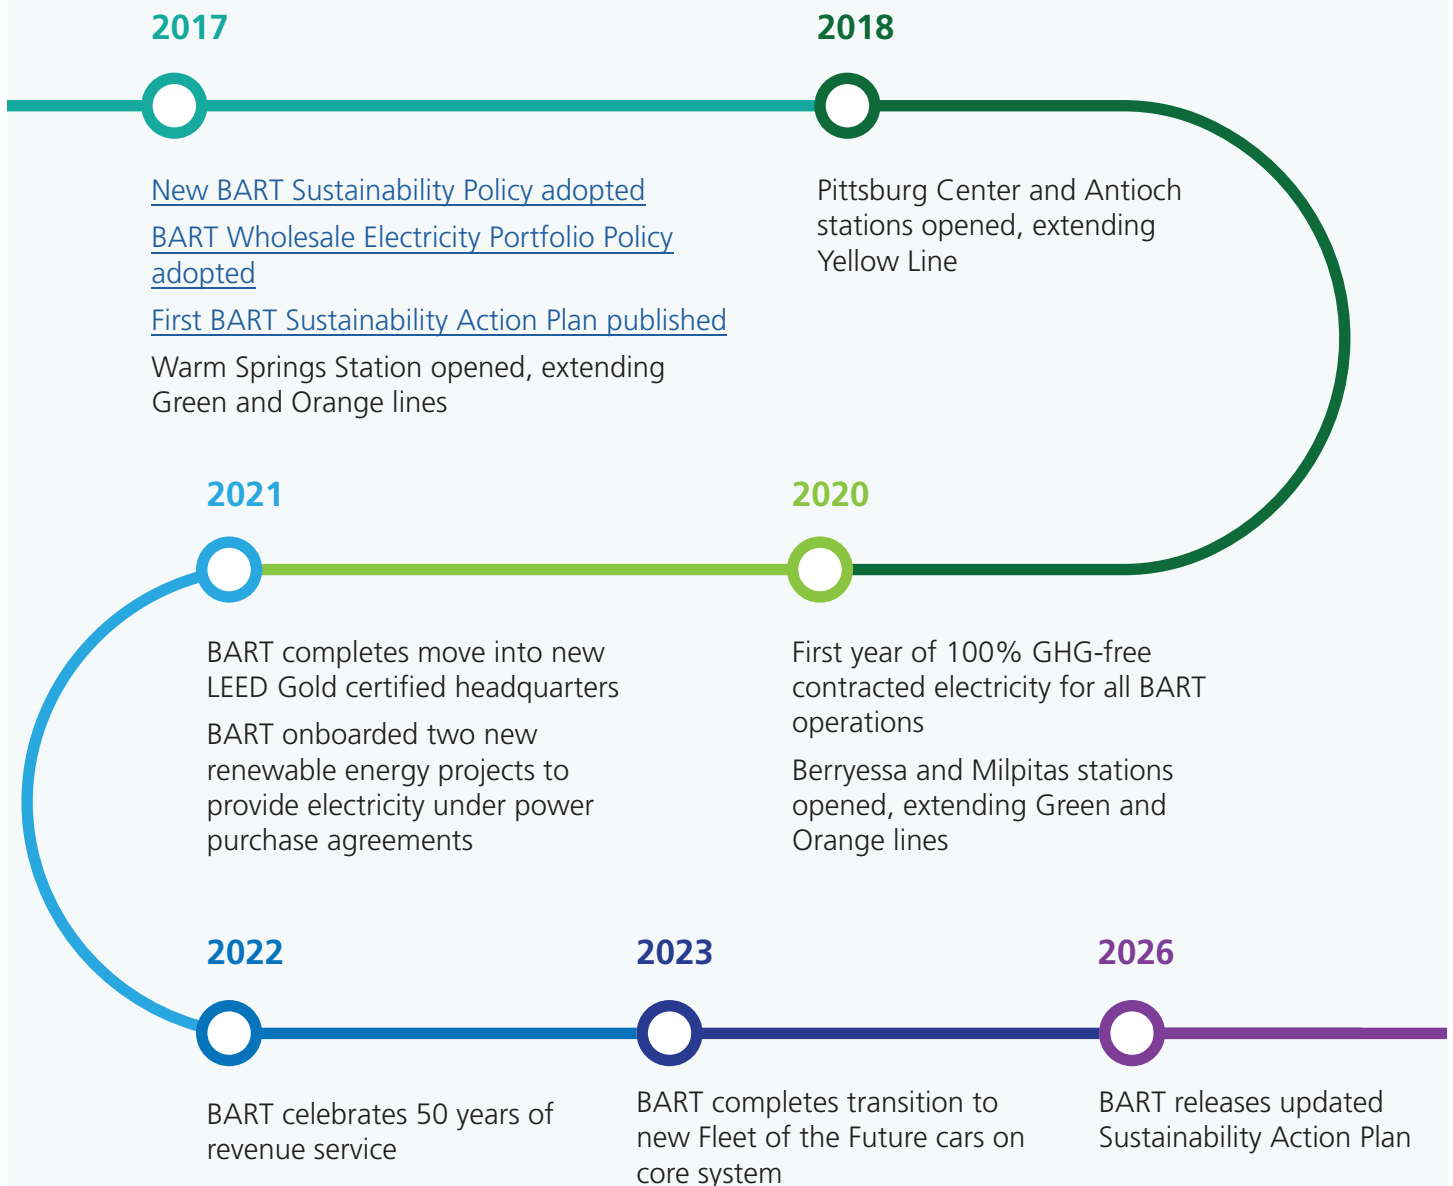 2017
New BART Sustainability Policy adopted
BART Wholesale Electricity Portfolio Policy
adopted
First BART Sustainability Action Plan published
Warm Springs Station opened, extending
Green and Orange lines
2018
Pittsburg Center and Antioch
stations opened, extending
Yellow Line
2020
First year of 100% GHG-free
contracted electricity for all BART
operations
Berryessa and Milpitas stations
opened, extending Green and
Orange lines
2021
BART completes move into new
LEED Gold certified headquarters
BART onboarded two new
renewable energy projects to
provide electricity under power
purchase agreements
2022
BART celebrates 50 years of
revenue service
2023
BART completes transition to
new Fleet of the Future cars on
core system
2026
BART releases updated
Sustainability Action Plan